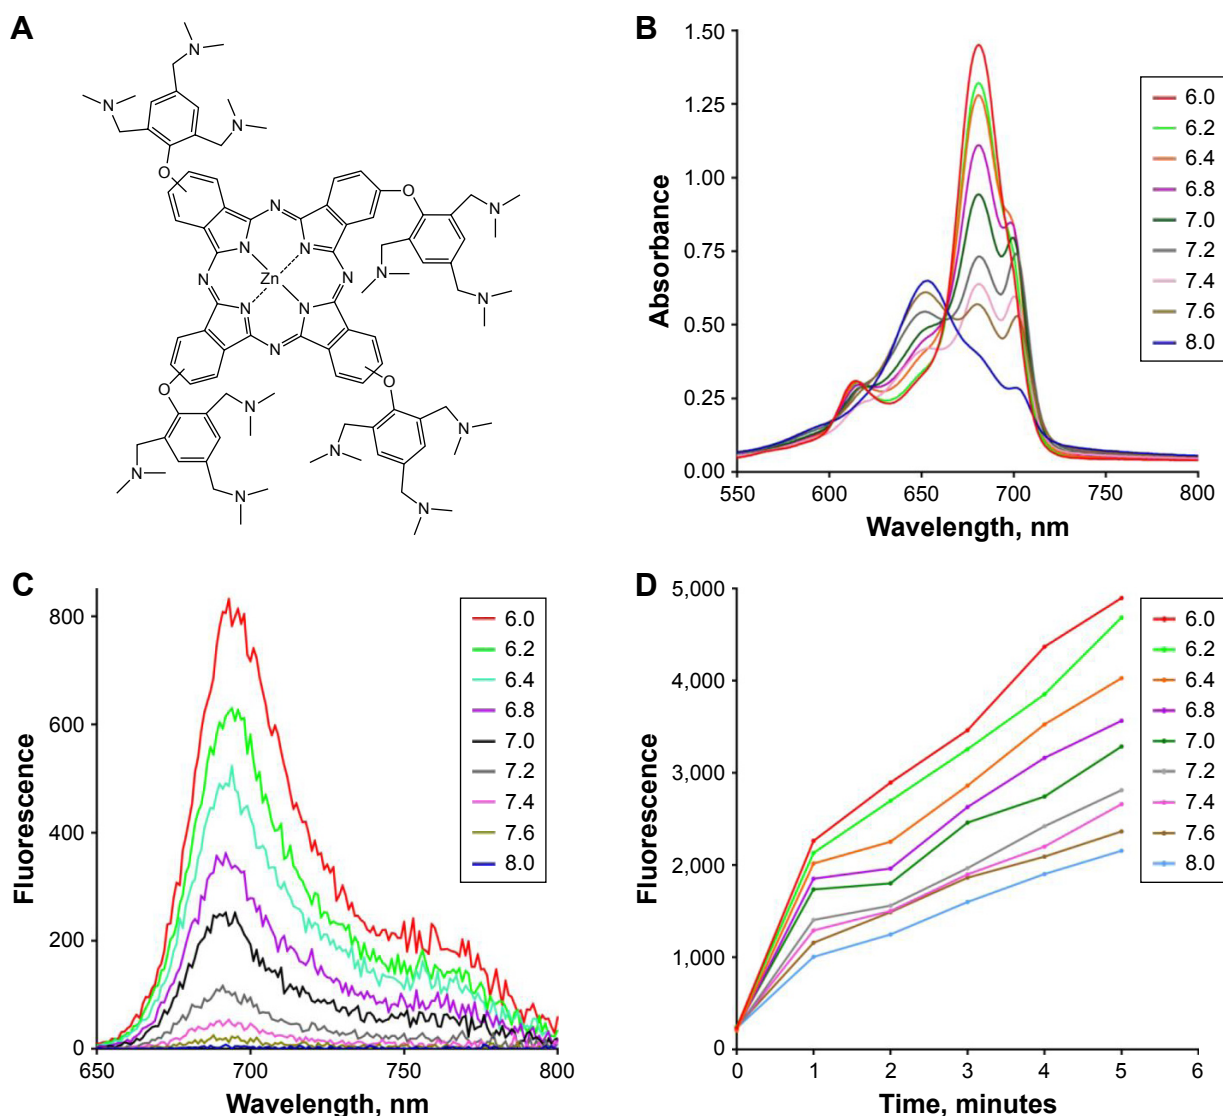 A
N
N
N
O
O
N
N
N
N
N
N
N
N
Zn
N
N
N
N
N
O
O
N
N
N
N
N
N
B
1.50
1.25
1.00
0.75
0.50
0.25
0.00
550 600 650 700 750 800
Absorbance
Wavelength, nm
6.0
6.2
6.4
6.8
7.0
7.2
7.4
7.6
8.0
C
800
600
400
200
0
650 700 750 800
Fluorescence
Wavelength, nm
6.0
6.2
6.4
6.8
7.0
7.2
7.4
7.6
8.0
D
5,000
4,000
3,000
2,000
1,000
0
0 1 2 3 4 5 6
Fluorescence
Time, minutes
6.0
6.2
6.4
6.8
7.0
7.2
7.4
7.6
8.0